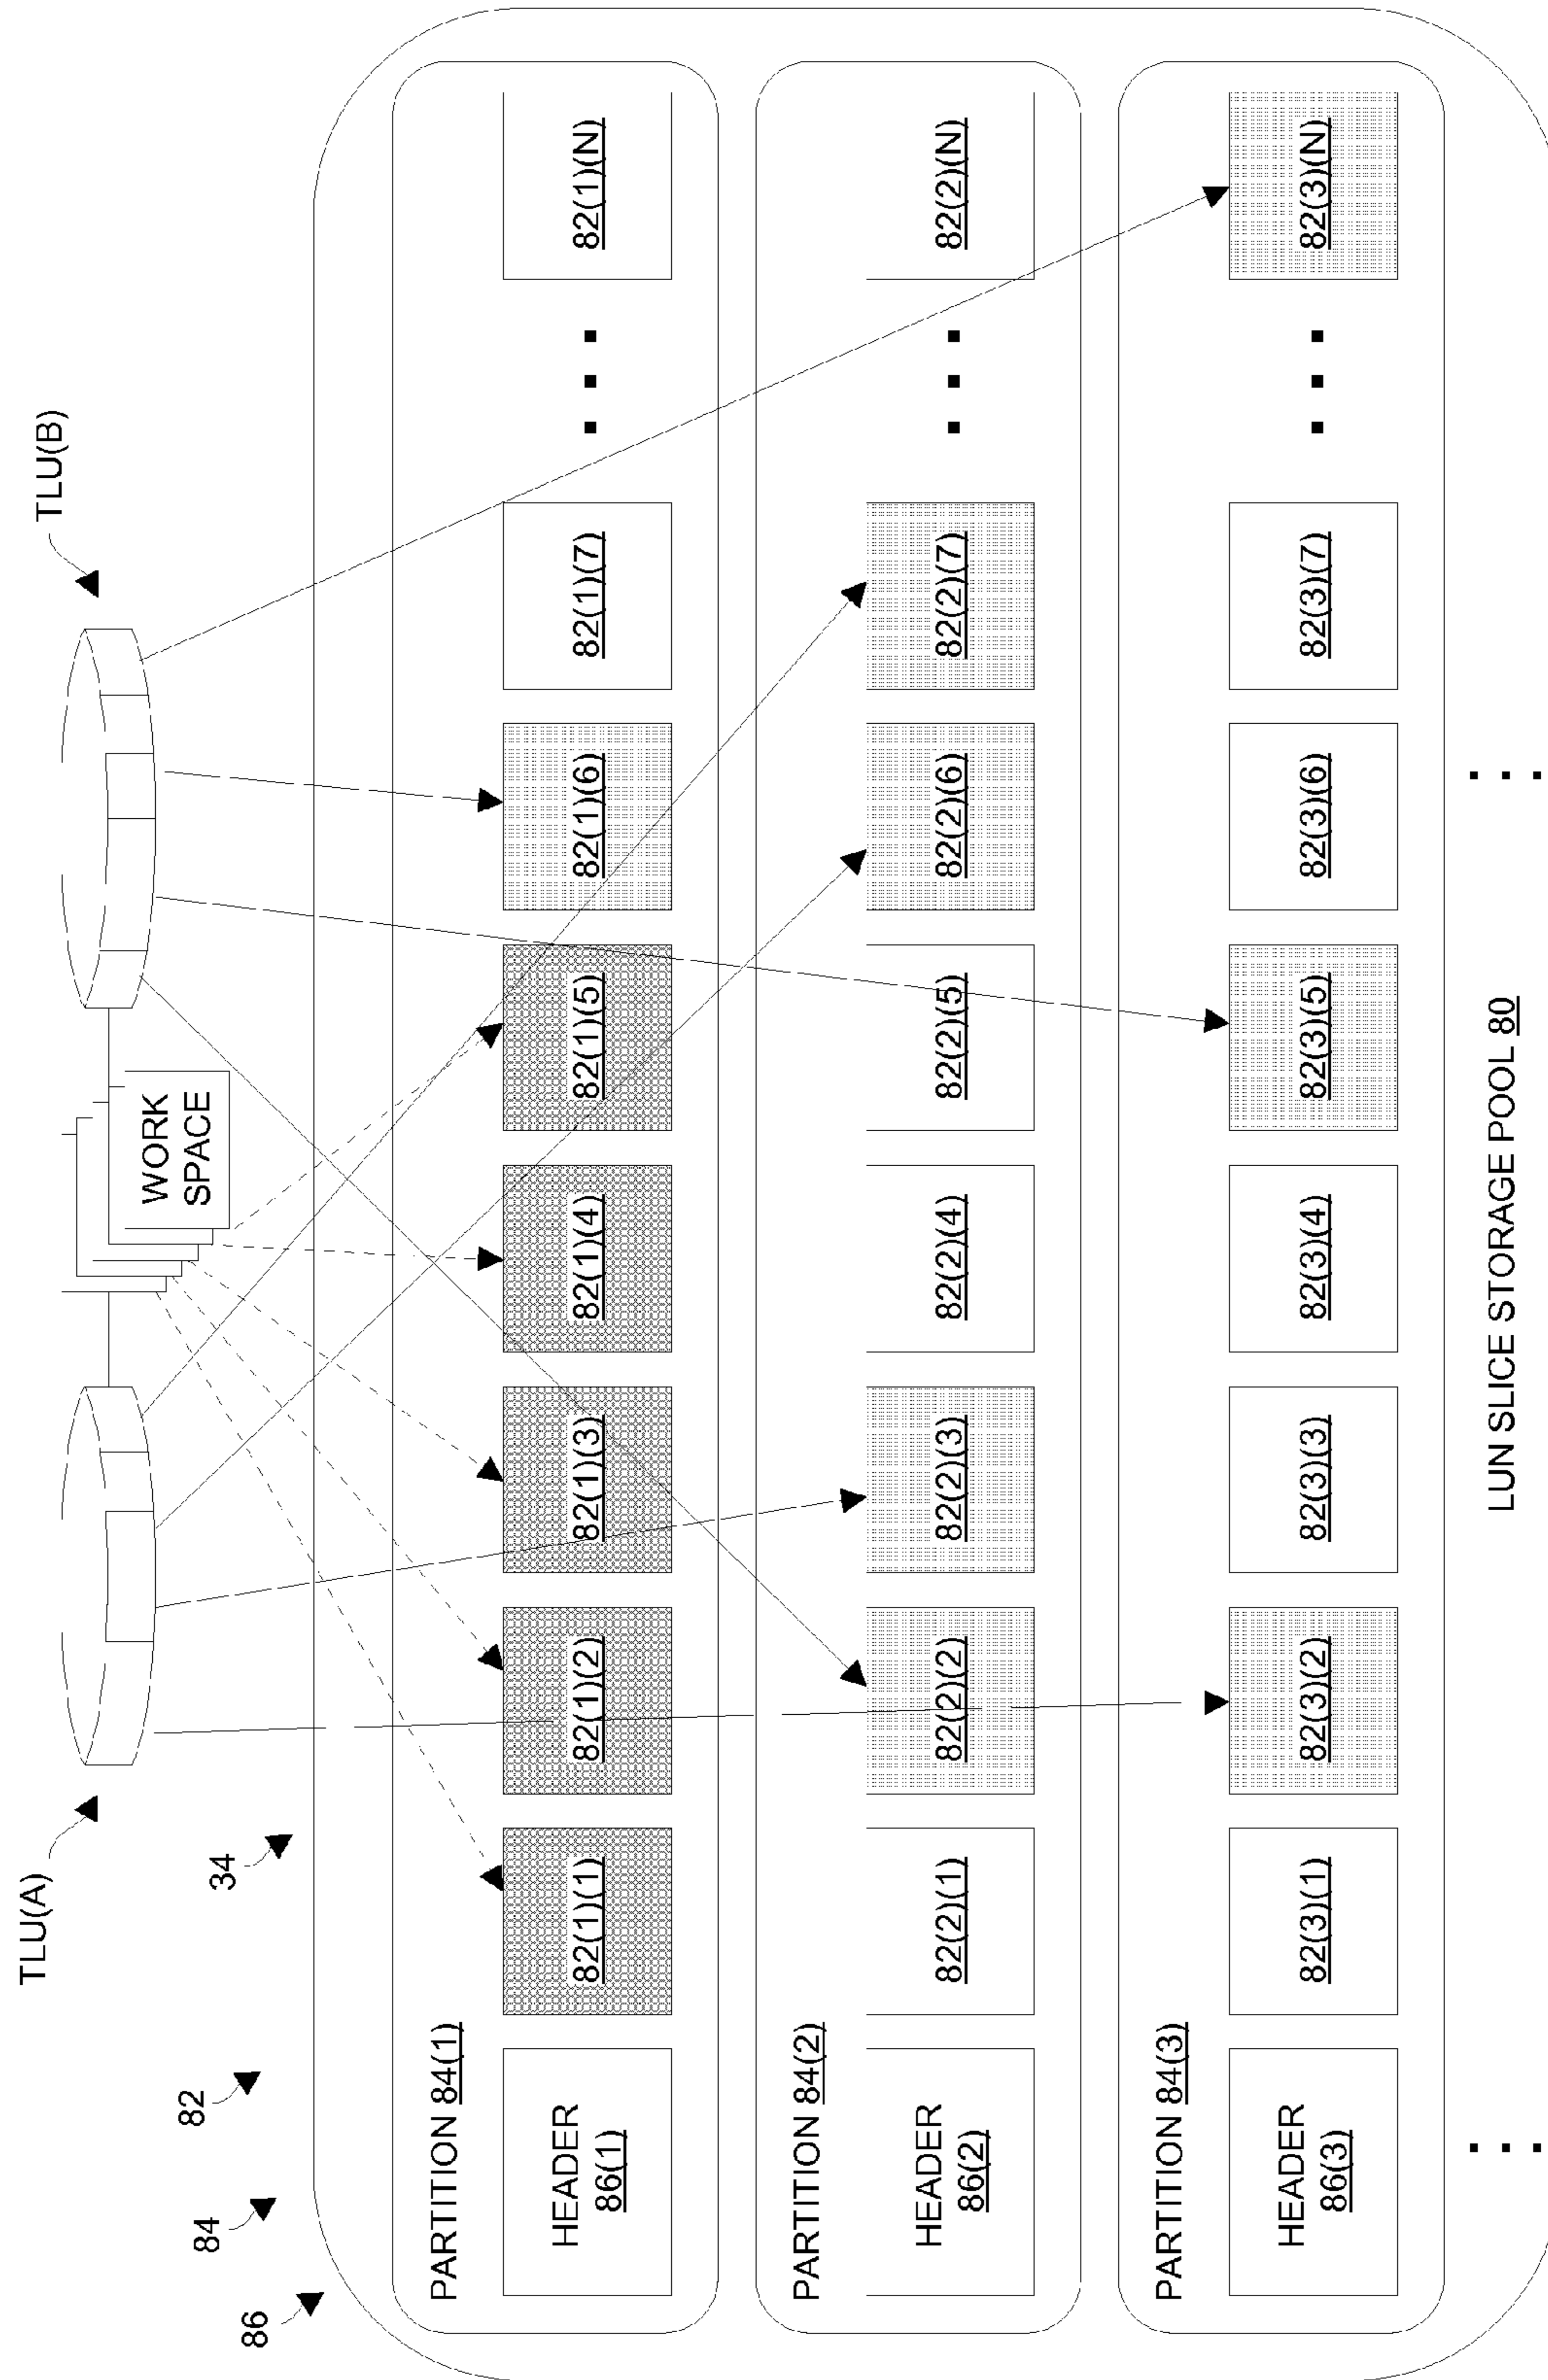 TLU(A)
TLU(B)
WORK
SPACE
34
82
84
86
PARTITION 84(1)
HEADER
86(1)
82(1)(1)
82(1)(2)
82(1)(3)
82(1)(4)
82(1)(5)
82(1)(6)
82(1)(7)
. . .
82(1)(N)
PARTITION 84(2)
HEADER
86(2)
82(2)(1)
82(2)(2)
82(2)(3)
82(2)(4)
82(2)(5)
82(2)(6)
82(2)(7)
. . .
82(2)(N)
PARTITION 84(3)
HEADER
86(3)
82(3)(1)
82(3)(2)
82(3)(3)
82(3)(4)
82(3)(5)
82(3)(6)
82(3)(7)
. . .
82(3)(N)
LUN SLICE STORAGE POOL 80